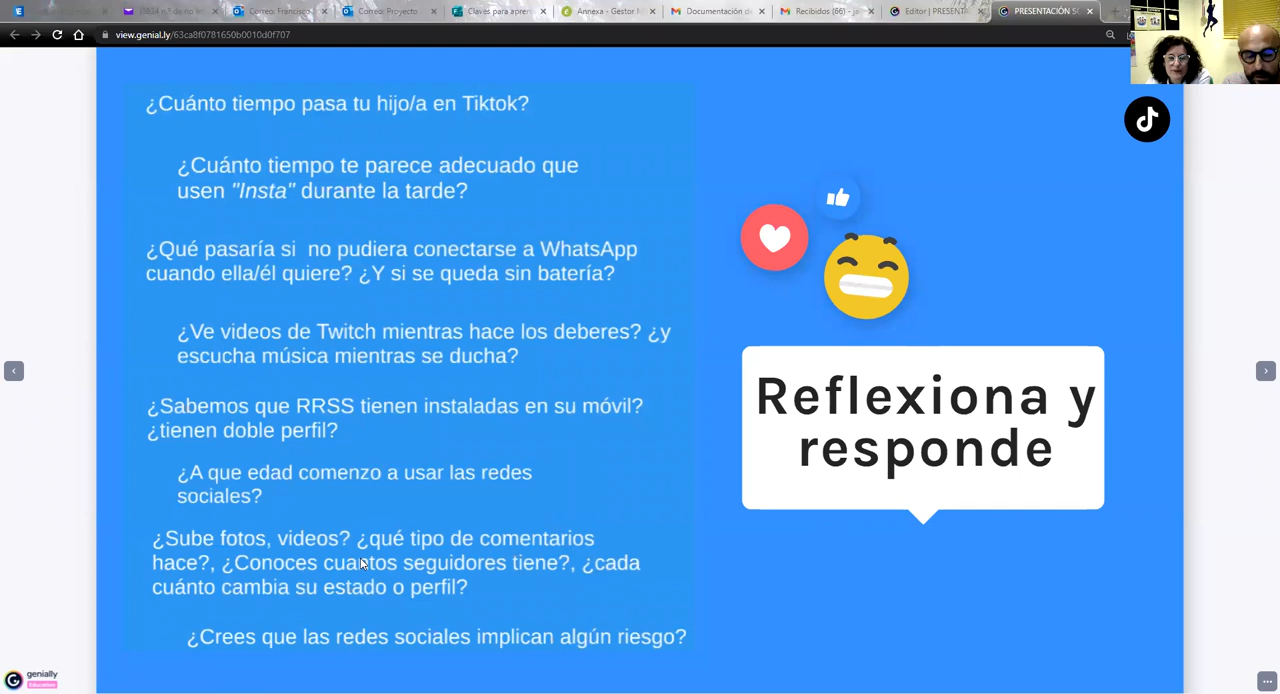 Correo: Francisco
Correo: Proyecto
Claves para apren
Annexa - Gestor
Documentación de
Recibidos (66) - ja
Editor | PRESENT
PRESENTACIÓN SO
view.genial.ly/63ca8f0781650b0010d0f707
¿Cuánto tiempo pasa tu hijo/a en Tiktok?
¿Cuánto tiempo te parece adecuado que
usen "Insta" durante la tarde?
¿Qué pasaría si no pudiera conectarse a WhatsApp
cuando ella/él quiere? ¿Y si se queda sin batería?
¿Ve videos de Twitch mientras hace los deberes? ¿y
escucha música mientras se ducha?
¿Sabemos que RRSS tienen instaladas en su móvil?
¿tienen doble perfil?
¿A que edad comenzo a usar las redes
sociales?
¿Sube fotos, videos? ¿qué tipo de comentarios
hace?, ¿Conoces cuantos seguidores tiene?, ¿cada
cuánto cambia su estado o perfil?
¿Crees que las redes sociales implican algún riesgo?
Reflexiona y
responde
genially
Education